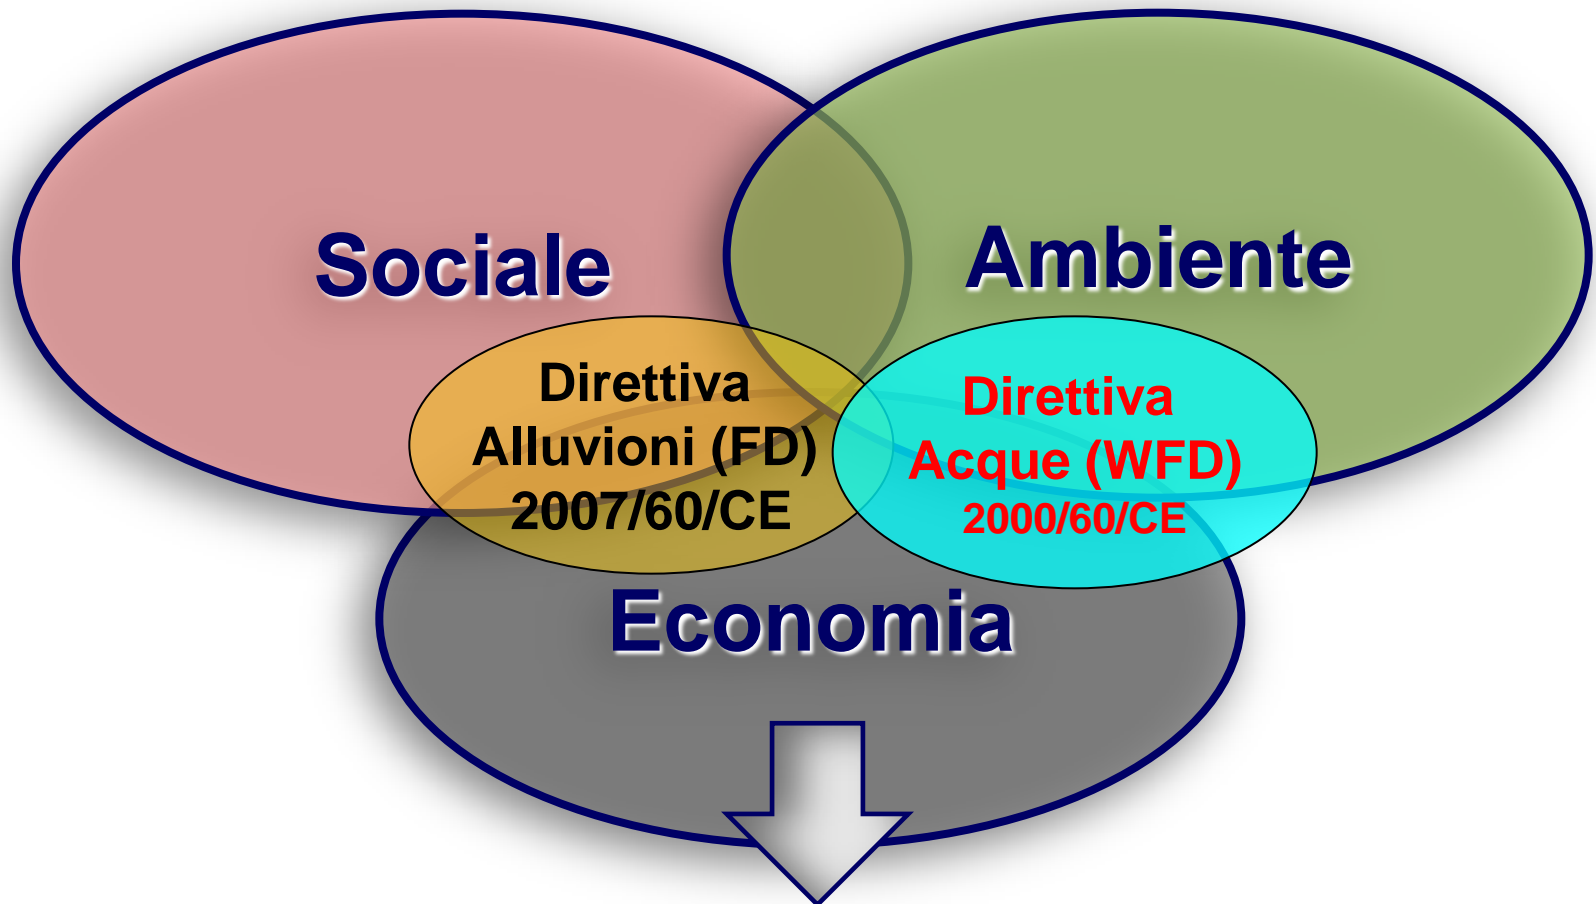 Sociale
Ambiente
Direttiva
Alluvioni (FD)
2007/60/CE
Direttiva
Acque (WFD)
2000/60/CE
Economia